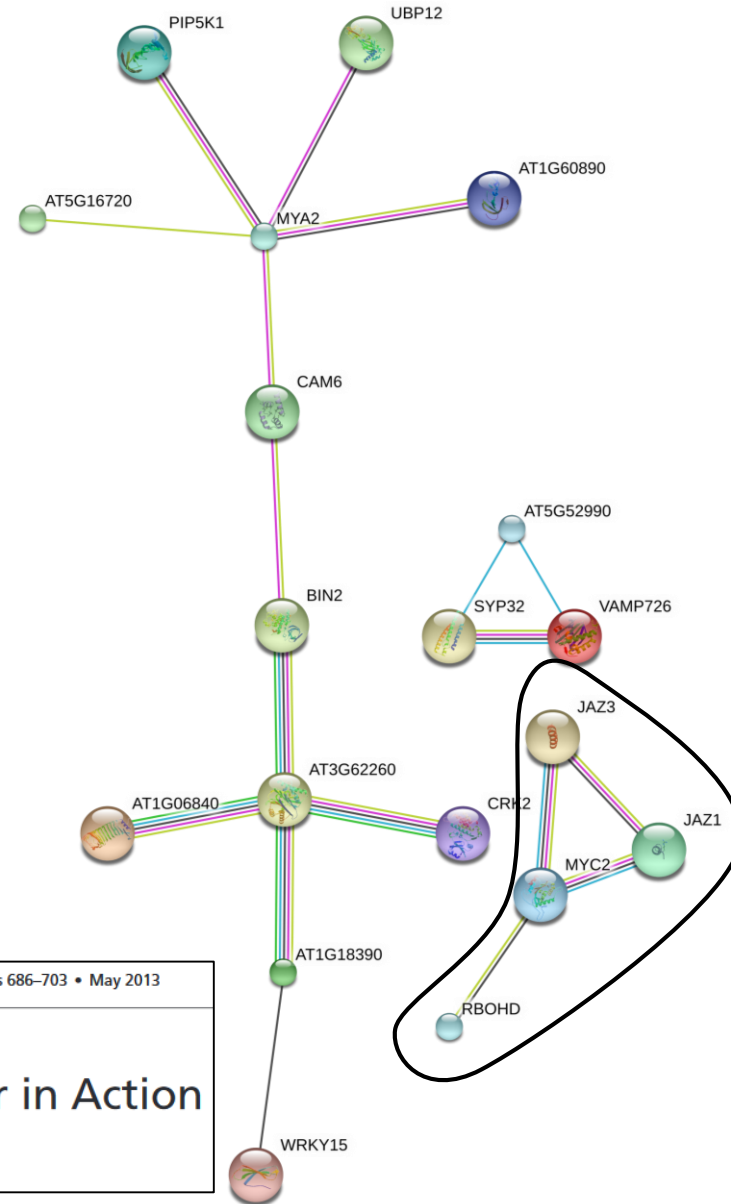 PIP5K1
UBP12
AT1G60890
AT5G16720
MYA2
CAM6
AT5G52990
SYP32
VAMP726
BIN2
JAZ3
AT3G62260
AT1G06840
CRK2
JAZ1
MYC2
AT1G18390
686–703 • May 2013
RBOHD
in Action
WRKY15